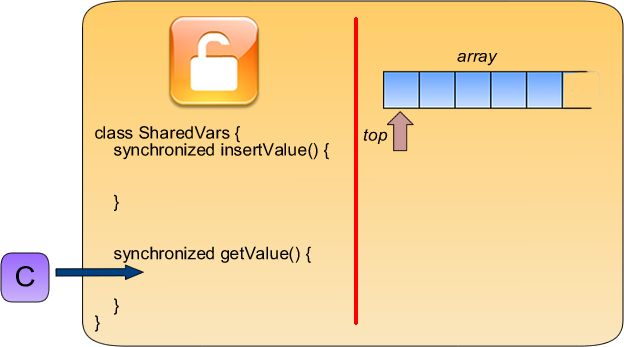 class SharedVars {
synchronized insertValue() {
}
synchronized getValue() {
}
}
C
array
top